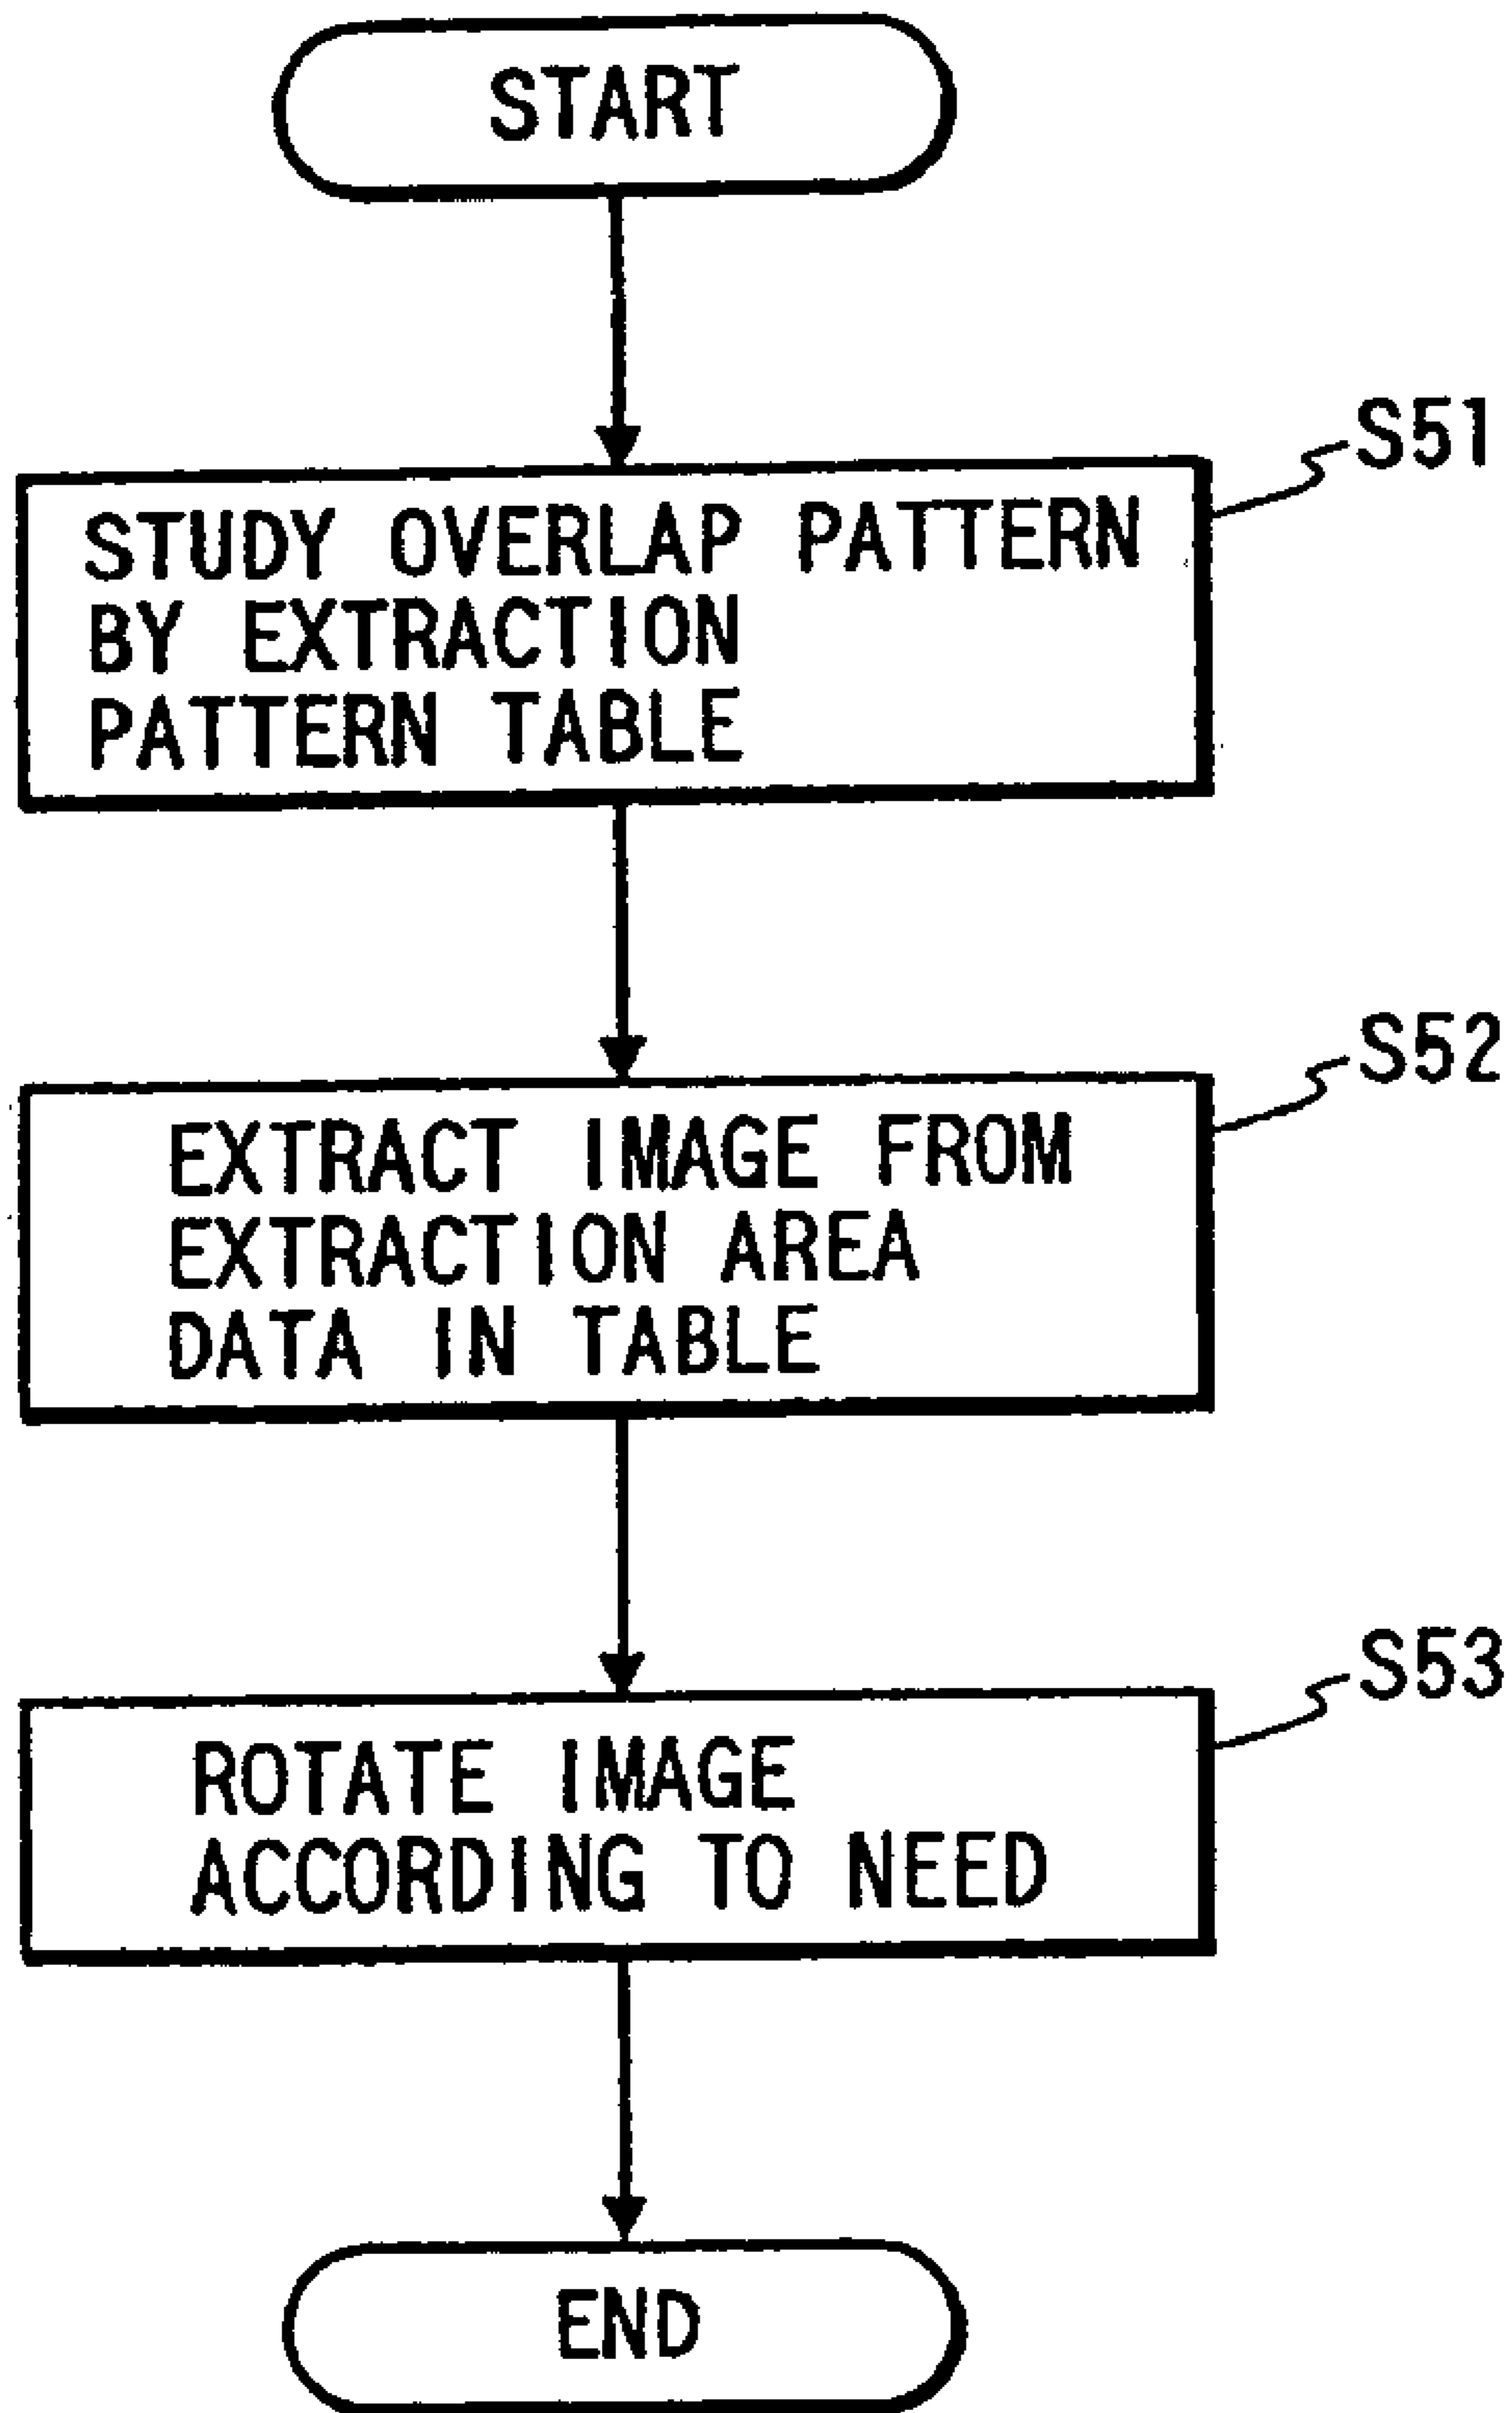 START
S51
STUDY OVERLAP PATTERN
BY EXTRACTION
PATTERN TABLE
S52
EXTRACT IMAGE FROM
EXTRACTION AREA
DATA IN TABLE
S53
ROTATE IMAGE
ACCORDING TO NEED
END